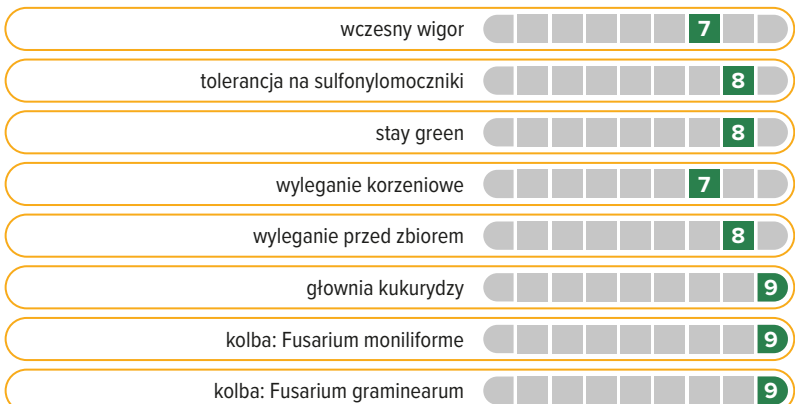 wczesny wigor 7
tolerancja na sulfonylomoczniki 8
stay green 8
wyleganie korzeniowe 7
wyleganie przed zbiorem 8
głownia kukurydzy 9
kolba: Fusarium moniliforme 9
kolba: Fusarium graminearum 9